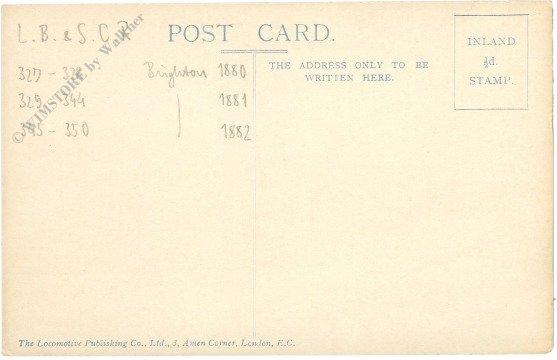 L. B. & S. C. R
POST CARD.
INLAND
½d.
STAMP.
THE ADDRESS ONLY TO BE
WRITTEN HERE.
327 - 328 Brighton 1880
329 - 344 1881
345 - 350 1882
© WIMSTORE by Walkher
The Locomotive Publishing Co., Ltd., 3, Amen Corner, London, E.C.